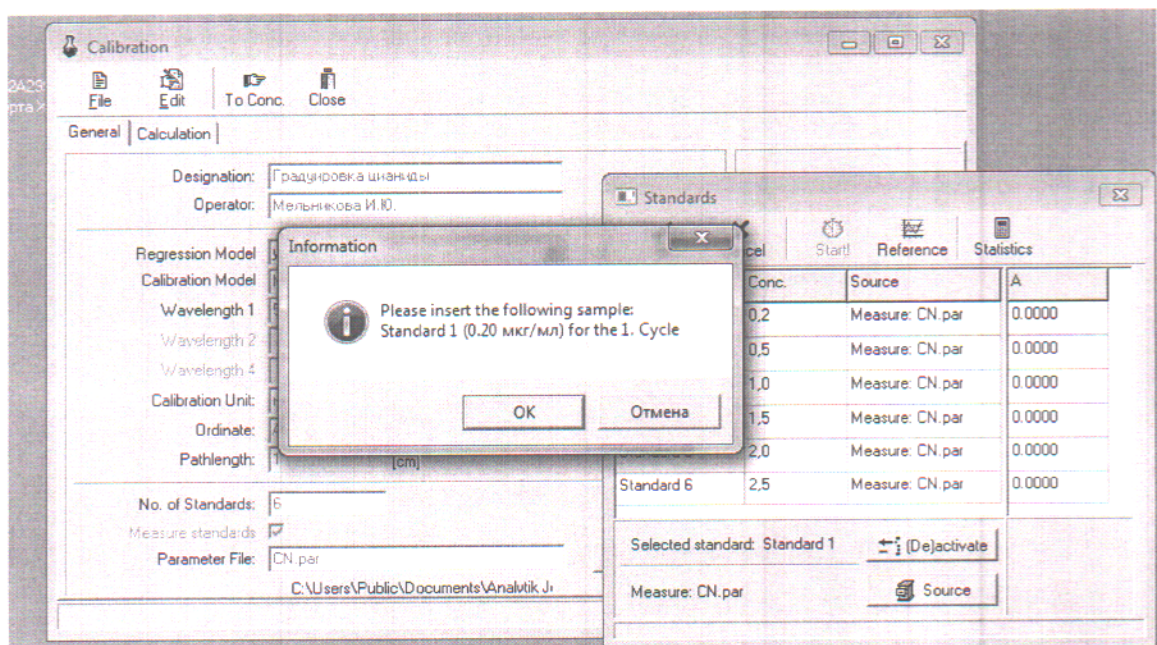 Calibration
File Edit To Conc. Close
General Calculation
Designation: Градуировка цианиды
Operator: Мельникова И.Ю.
Regression Model
Calibration Model
Wavelength 1
Wavelength 2
Wavelength 4
Calibration Unit:
Ordinate:
Pathlength: 1 [cm]
No. of Standards: 6
Measure standards
Parameter File: CN.par
C:\Users\Public\Documents\Analytik J
Information
Please insert the following sample:
Standard 1 (0.20 мкг/мл) for the 1. Cycle
OK Отмена
Standards
cel Start! Reference Statistics
Conc. Source A
0,2 Measure: CN.par 0.0000
0,5 Measure: CN.par 0.0000
1,0 Measure: CN.par 0.0000
1,5 Measure: CN.par 0.0000
2,0 Measure: CN.par 0.0000
Standard 6 2,5 Measure: CN.par 0.0000
Selected standard: Standard 1 (De)activate
Measure: CN.par Source